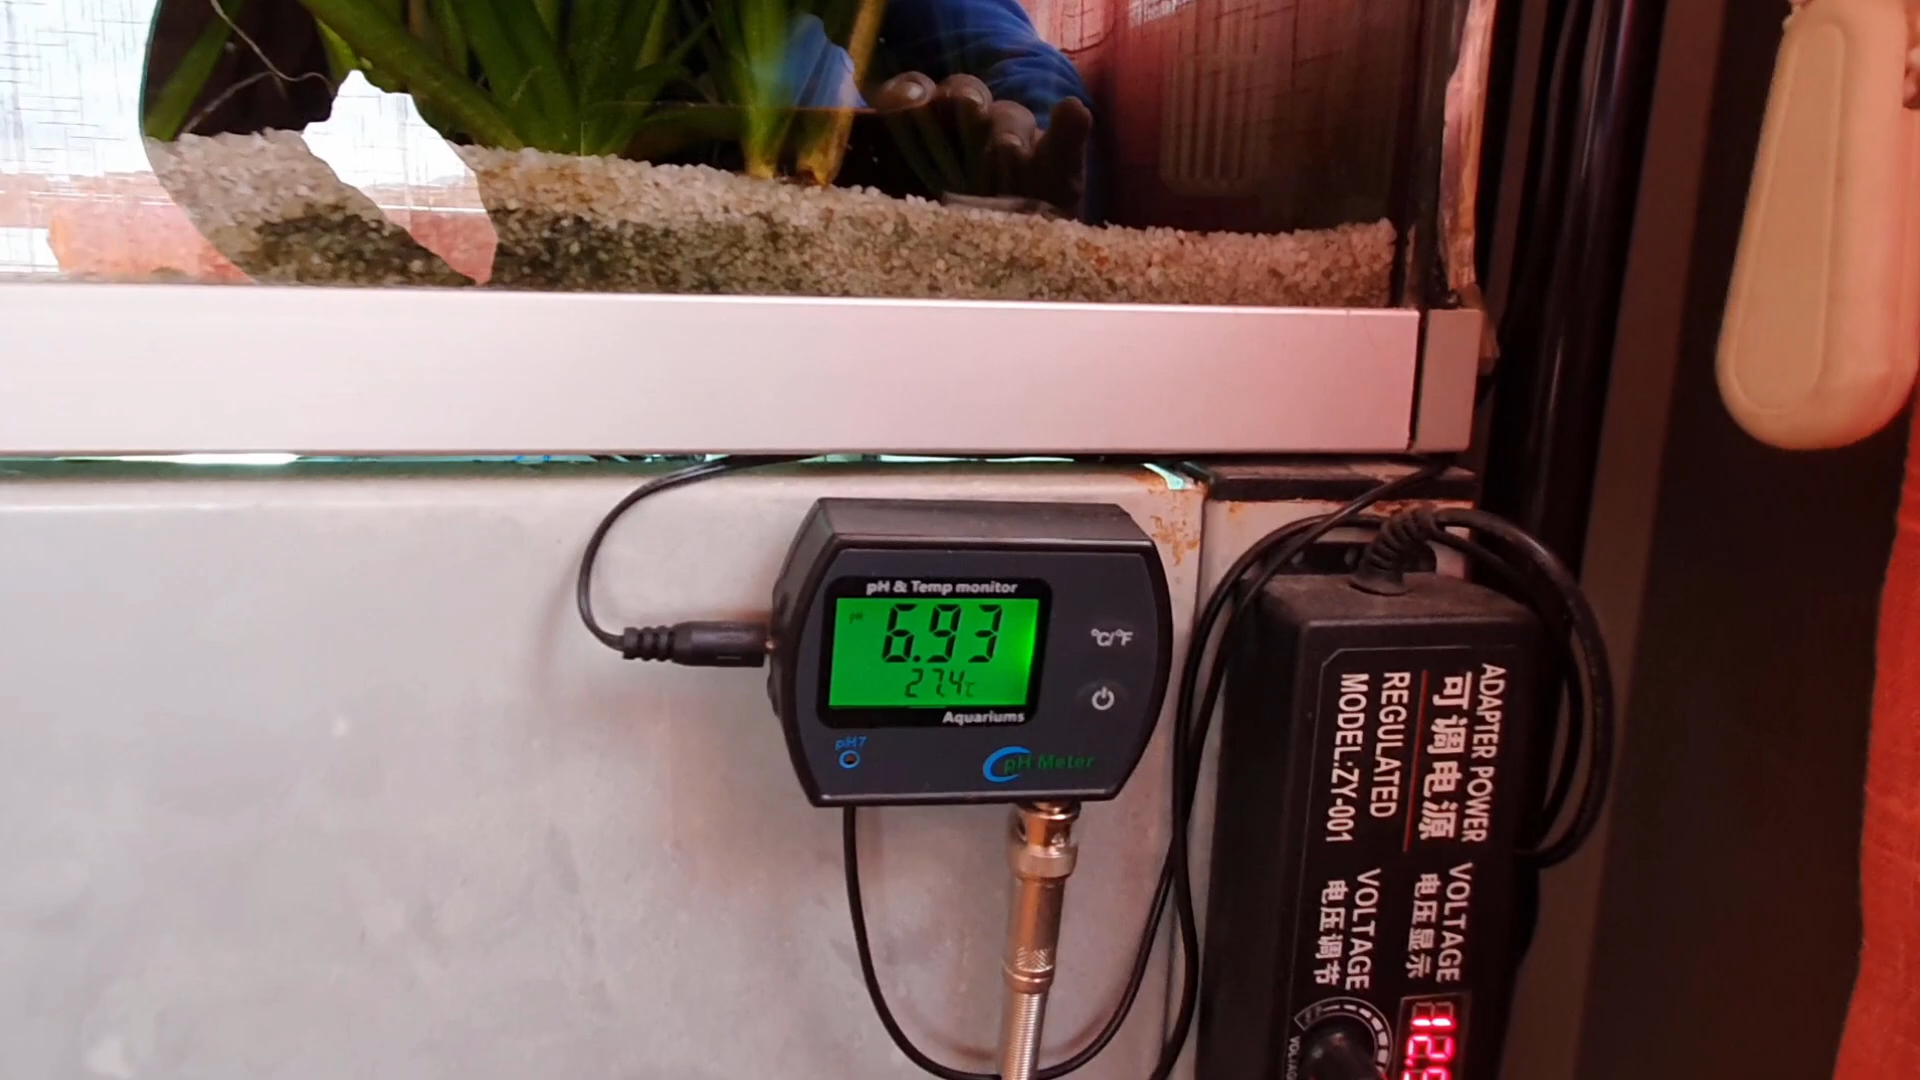 pH & Temp monitor
pH
6.93
27.4°C
°C/°F
Aquariums
pH7
pH Meter
ADAPTER POWER
可调电源
REGULATED
MODEL:ZY-001
VOLTAGE
电压显示
VOLTAGE
电压调节